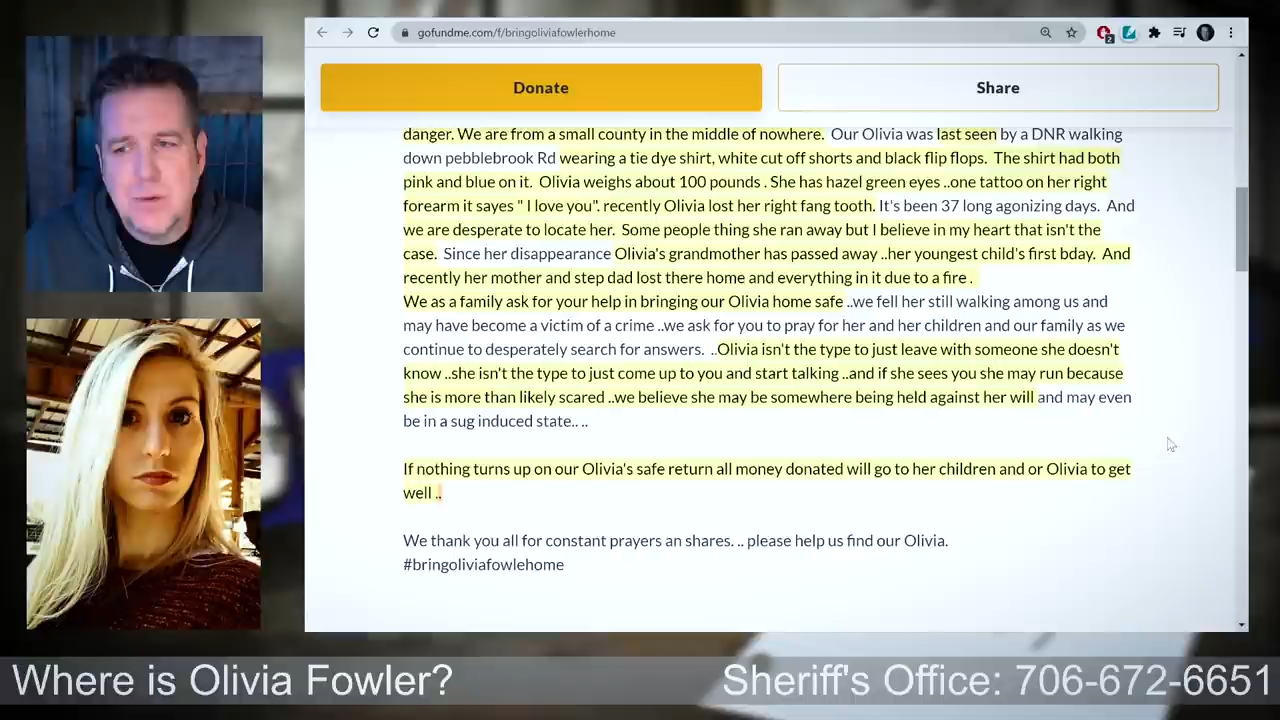 gofundme.com/f/bringoliviafowlerhome
Donate
Share
danger. We are from a small county in the middle of nowhere. Our Olivia was last seen by a DNR walking
down pebblebrook Rd wearing a tie dye shirt, white cut off shorts and black flip flops. The shirt had both
pink and blue on it. Olivia weighs about 100 pounds . She has hazel green eyes ..one tattoo on her right
forearm it sayes " I love you". recently Olivia lost her right fang tooth. It's been 37 long agonizing days. And
we are desperate to locate her. Some people thing she ran away but I believe in my heart that isn't the
case. Since her disappearance Olivia's grandmother has passed away ..her youngest child's first bday. And
recently her mother and step dad lost there home and everything in it due to a fire .
We as a family ask for your help in bringing our Olivia home safe ..we fell her still walking among us and
may have become a victim of a crime ..we ask for you to pray for her and her children and our family as we
continue to desperately search for answers. ..Olivia isn't the type to just leave with someone she doesn't
know ..she isn't the type to just come up to you and start talking ..and if she sees you she may run because
she is more than likely scared ..we believe she may be somewhere being held against her will and may even
be in a sug induced state.. ..
If nothing turns up on our Olivia's safe return all money donated will go to her children and or Olivia to get
well ..
We thank you all for constant prayers an shares. .. please help us find our Olivia.
#bringoliviafowlehome
Where is Olivia Fowler?
Sheriff's Office: 706-672-6651